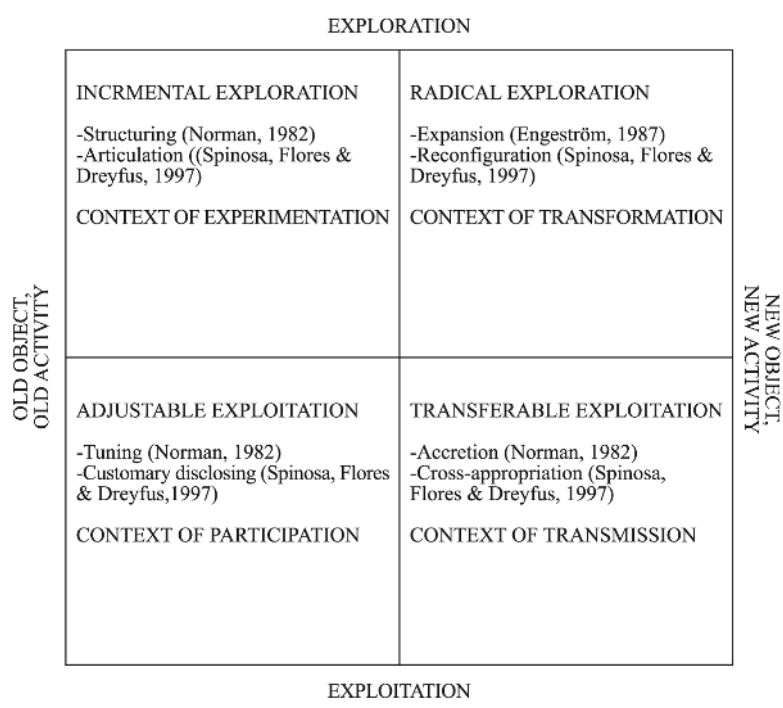 EXPLORATION
INCRMENTAL EXPLORATION
-Structuring (Norman, 1982)
-Articulation ((Spinosa, Flores &
Dreyfus, 1997)
CONTEXT OF EXPERIMENTATION
RADICAL EXPLORATION
-Expansion (Engeström, 1987)
-Reconfiguration (Spinosa, Flores &
Dreyfus, 1997)
CONTEXT OF TRANSFORMATION
OLD OBJECT,
OLD ACTIVITY
NEW OBJECT,
NEW ACTIVITY
ADJUSTABLE EXPLOITATION
-Tuning (Norman, 1982)
-Customary disclosing (Spinosa, Flores
& Dreyfus,1997)
CONTEXT OF PARTICIPATION
TRANSFERABLE EXPLOITATION
-Accretion (Norman, 1982)
-Cross-appropriation (Spinosa,
Flores & Dreyfus, 1997)
CONTEXT OF TRANSMISSION
EXPLOITATION